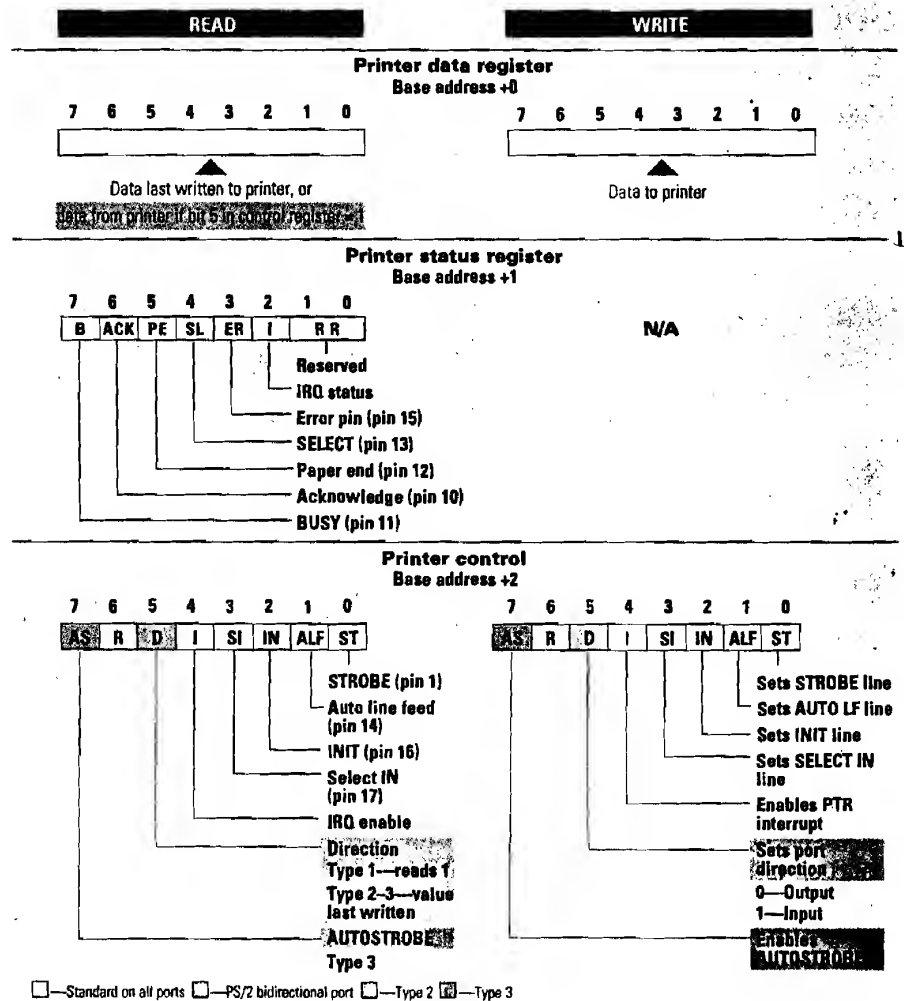 READ WRITE
Printer data register
Base address +0
7 6 5 4 3 2 1 0 7 6 5 4 3 2 1 0
Data last written to printer, or Data to printer
data from printer if bit 5 in control register = 1
Printer status register
Base address +1
7 6 5 4 3 2 1 0
B ACK PE SL ER I R R N/A
Reserved
IRQ status
Error pin (pin 15)
SELECT (pin 13)
Paper end (pin 12)
Acknowledge (pin 10)
BUSY (pin 11)
Printer control
Base address +2
7 6 5 4 3 2 1 0 7 6 5 4 3 2 1 0
AS R D I SI IN ALF ST AS R D I SI IN ALF ST
STROBE (pin 1)
Auto line feed
(pin 14)
INIT (pin 16)
Select IN
(pin 17)
IRQ enable
Direction
Type 1—reads 1
Type 2–3—value
last written
AUTOSTROBE
Type 3
Sets STROBE line
Sets AUTO LF line
Sets INIT line
Sets SELECT IN
line
Enables PTR
interrupt
Sets port
direction
0—Output
1—Input
Enables
AUTOSTROBE
—Standard on all ports —PS/2 bidirectional port —Type 2 —Type 3